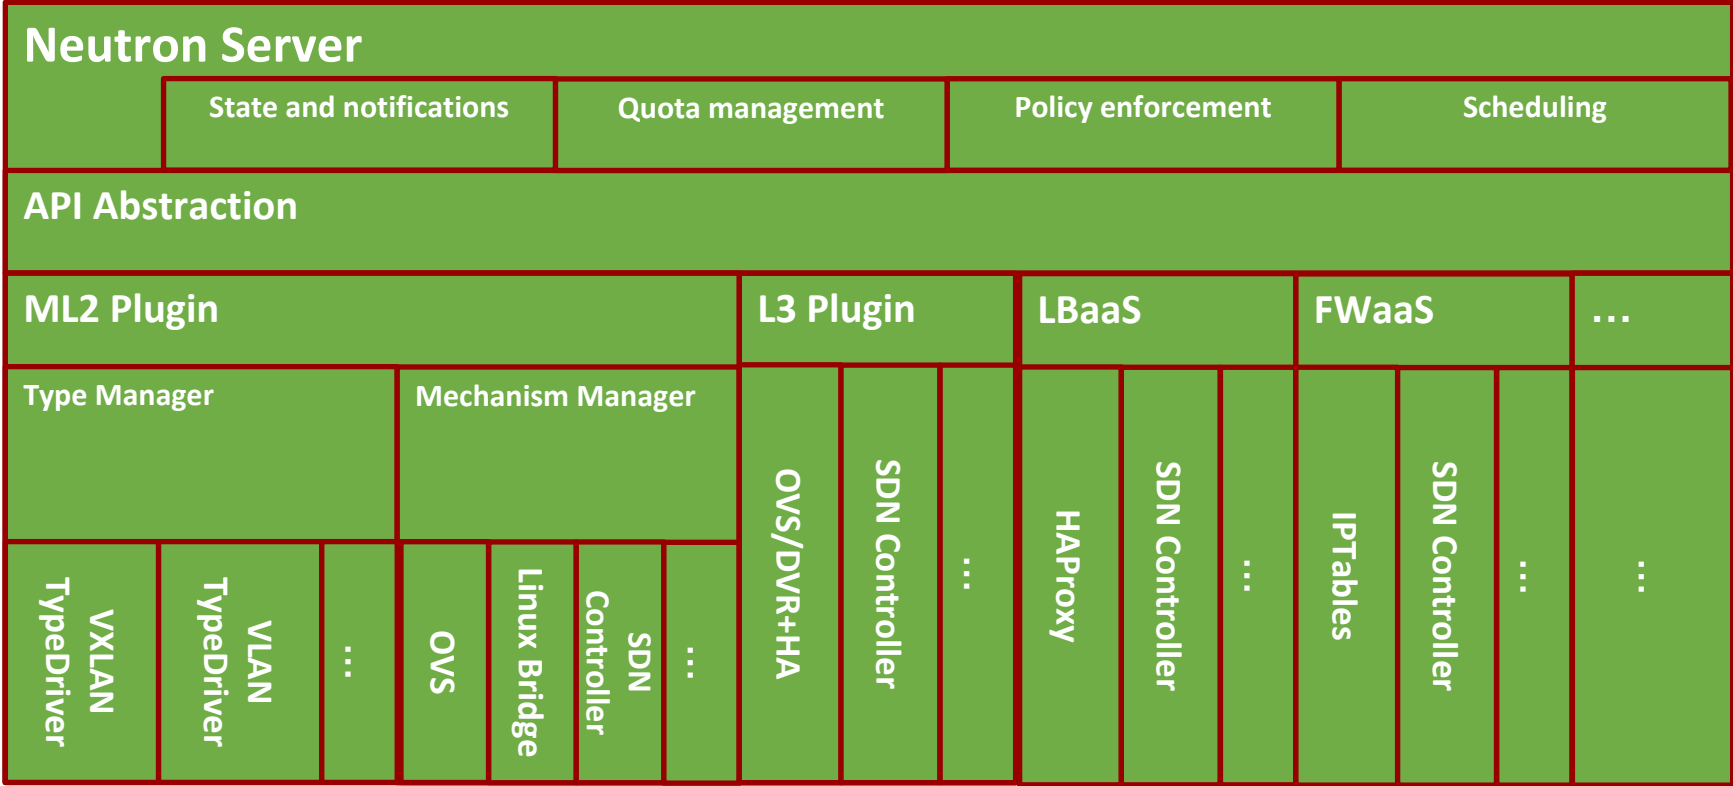 Neutron Server
State and notifications
Quota management
Policy enforcement
Scheduling
API Abstraction
ML2 Plugin
L3 Plugin
LBaaS
FWaaS
...
Type Manager
Mechanism Manager
VXLAN
TypeDriver
VLAN
TypeDriver
...
OVS
Linux Bridge
SDN
Controller
...
OVS/DVR+HA
SDN Controller
...
HAProxy
SDN Controller
...
IPTables
SDN Controller
...
...